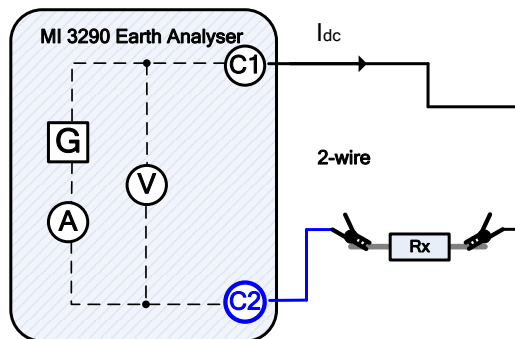 MI 3290 Earth Analyser
C1
Idc
G
2-wire
V
A
Rx
C2